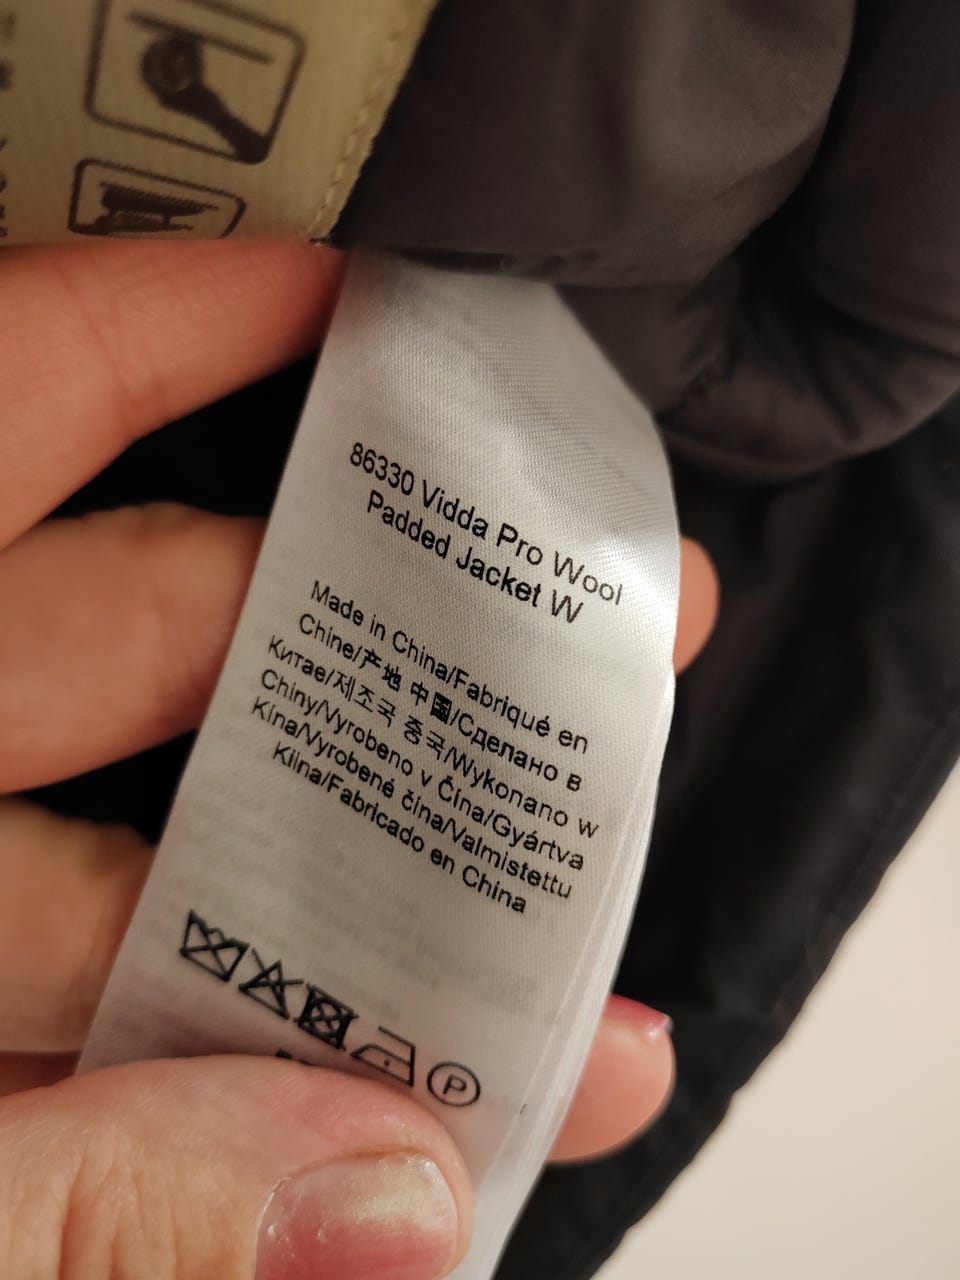 86330 Vidda Pro Wool
Padded Jacket W
Made in China/Fabriqué en
Chine/产地 中国/Сделано в
Китае/제조국 중국/Wykonano w
Chiny/Vyrobeno v Čína/Gyártva
Kína/Vyrobené čína/Valmistettu
Kiina/Fabricado en China
P